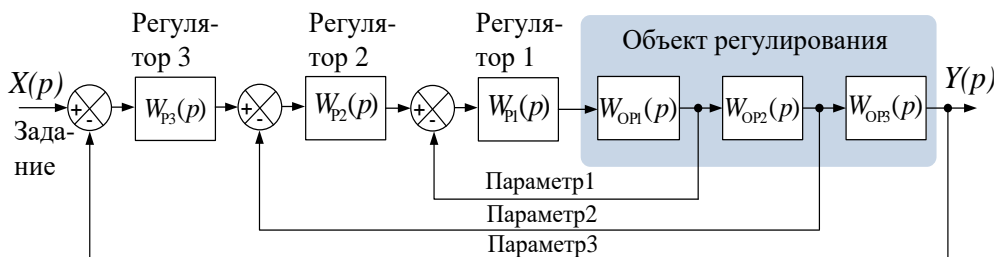 Регуля-
тор 3
Регуля-
тор 2
Регуля-
тор 1
Объект регулирования
X(p)
Зада-
ние
+
-
W_P3(p)
+
-
W_P2(p)
+
-
W_P1(p)
W_OP1(p)
W_OP2(p)
W_OP3(p)
Y(p)
Параметр1
Параметр2
Параметр3